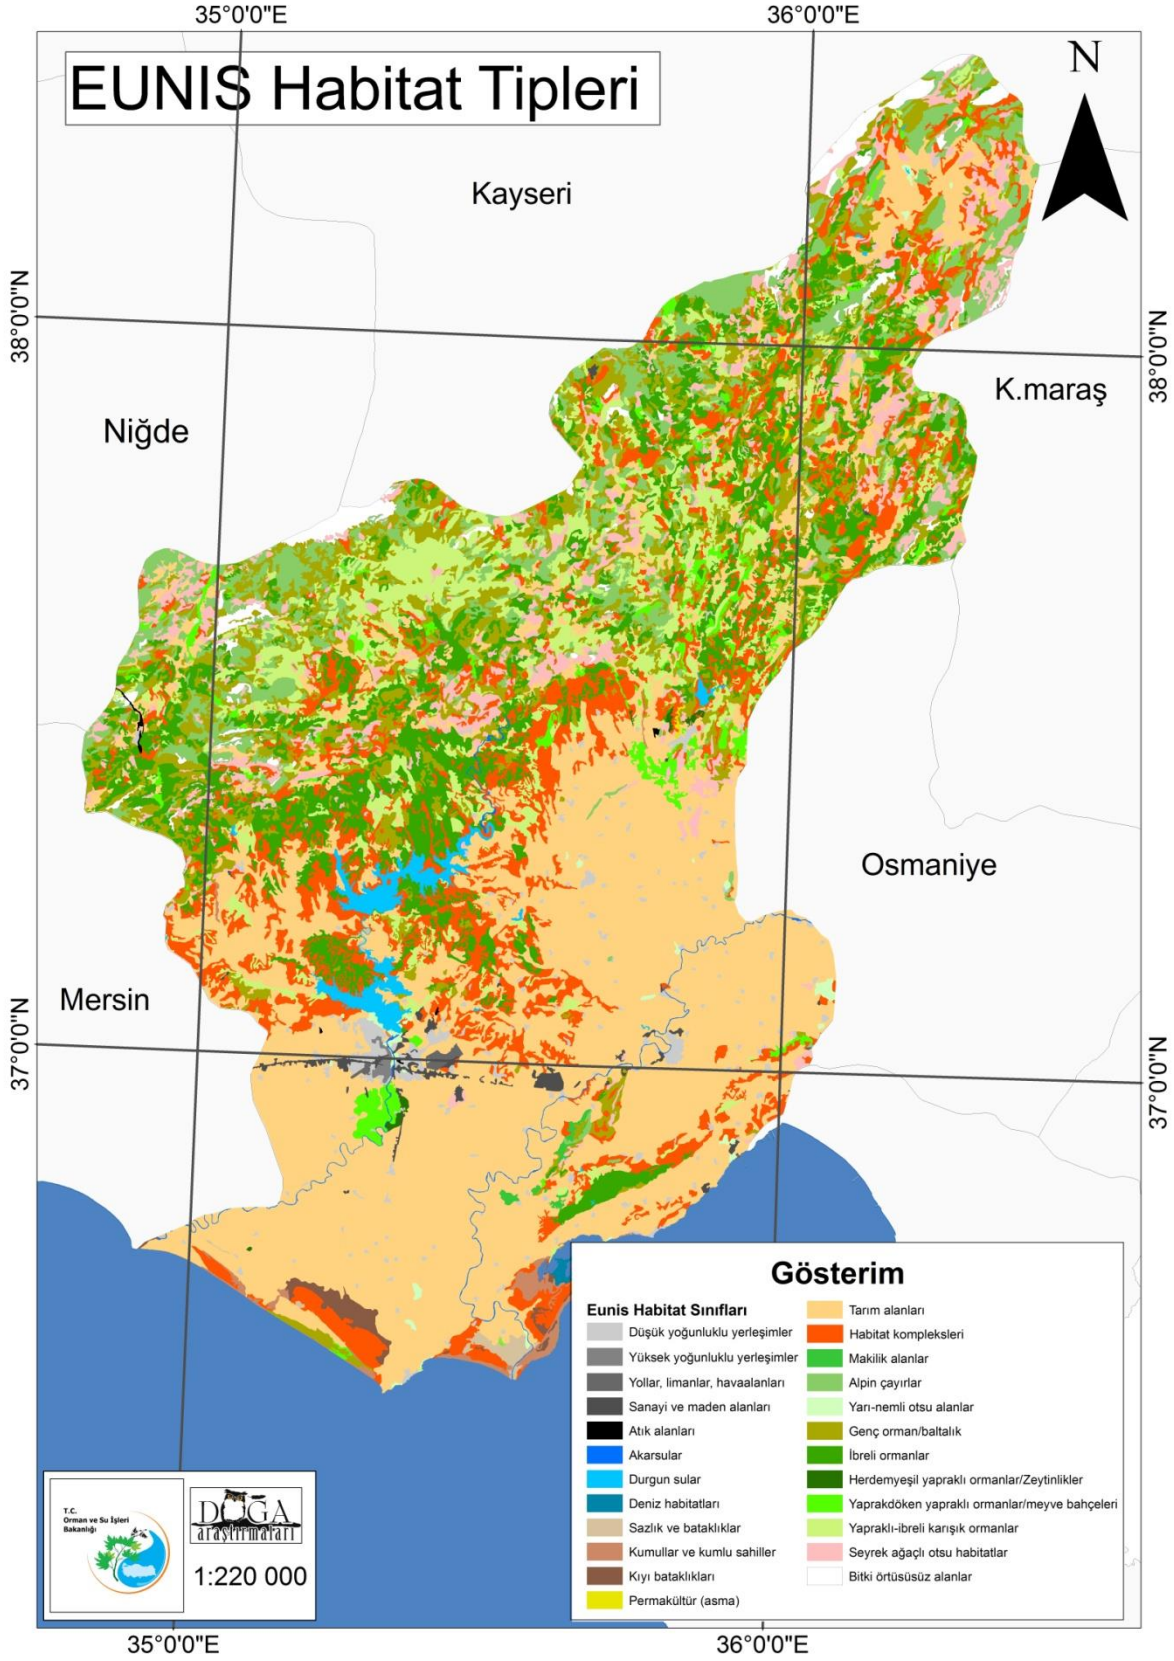 35°0'0"E
36°0'0"E
EUNIS Habitat Tipleri
N
Kayseri
38°0'0"N
38°0'0"N
K.maraş
Niğde
Osmaniye
Mersin
37°0'0"N
37°0'0"N
Gösterim
Eunis Habitat Sınıfları
Düşük yoğunluklu yerleşimler
Yüksek yoğunluklu yerleşimler
Yollar, limanlar, havaalanları
Sanayi ve maden alanları
Atık alanları
Akarsular
Durgun sular
Deniz habitatları
Sazlık ve bataklıklar
Kumullar ve kumlu sahiller
Kıyı bataklıkları
Permakültür (asma)
Tarım alanları
Habitat kompleksleri
Makilik alanlar
Alpin çayırlar
Yarı-nemli otsu alanlar
Genç orman/baltalık
İbreli ormanlar
Herdemyeşil yapraklı ormanlar/Zeytinlikler
Yaprakdöken yapraklı ormanlar/meyve bahçeleri
Yapraklı-ibreli karışık ormanlar
Seyrek ağaçlı otsu habitatlar
Bitki örtüsüsüz alanlar
T.C.
Orman ve Su İşleri
Bakanlığı
DOĞA
araştırmaları
1:220 000
35°0'0"E
36°0'0"E